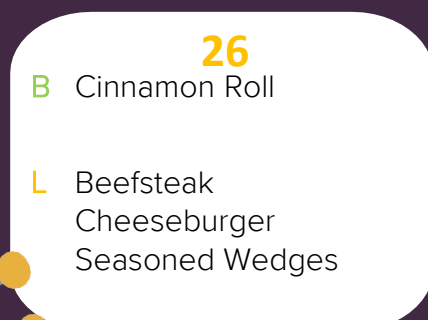 26
B Cinnamon Roll
L Beefsteak
Cheeseburger
Seasoned Wedges